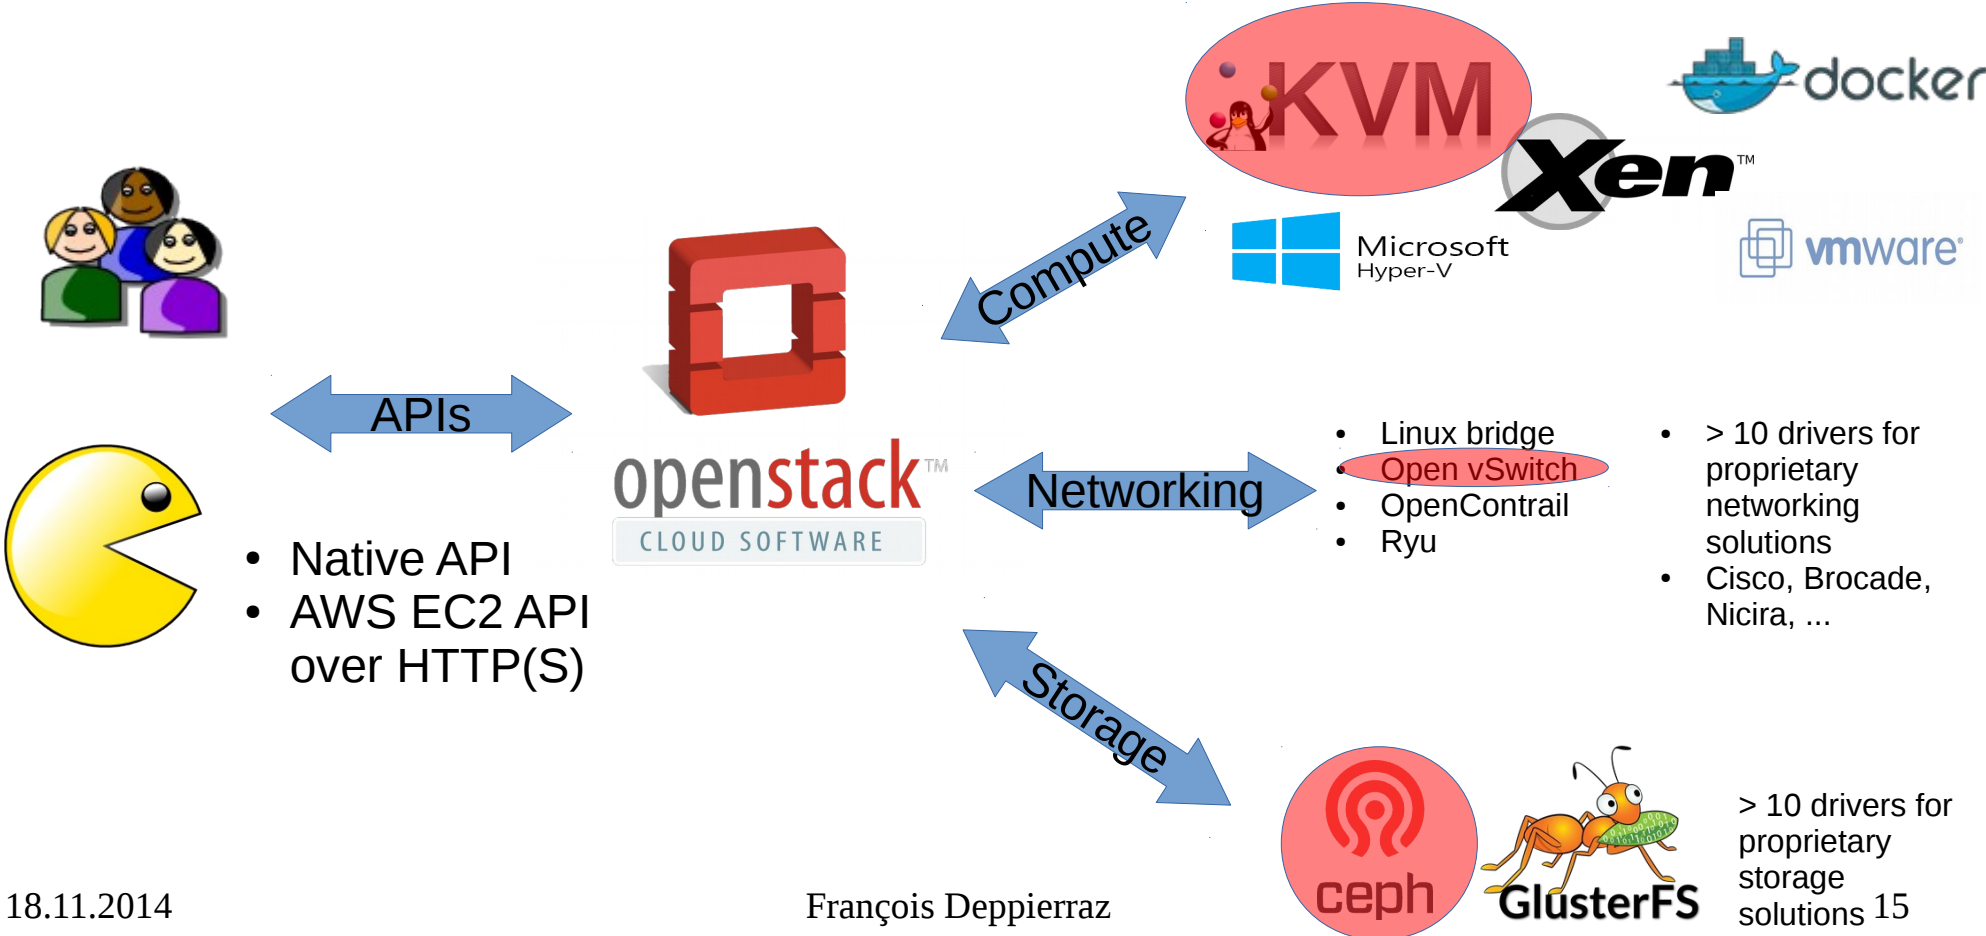 APIs
Native API
AWS EC2 API
over HTTP(S)
openstack™
CLOUD SOFTWARE
Compute
KVM
docker
Xen™
Microsoft
Hyper-V
vmware®
Networking
Linux bridge
Open vSwitch
OpenContrail
Ryu
> 10 drivers for
proprietary
networking
solutions
Cisco, Brocade,
Nicira, ...
Storage
ceph
GlusterFS
> 10 drivers for
proprietary
storage
solutions
18.11.2014
François Deppierraz
15